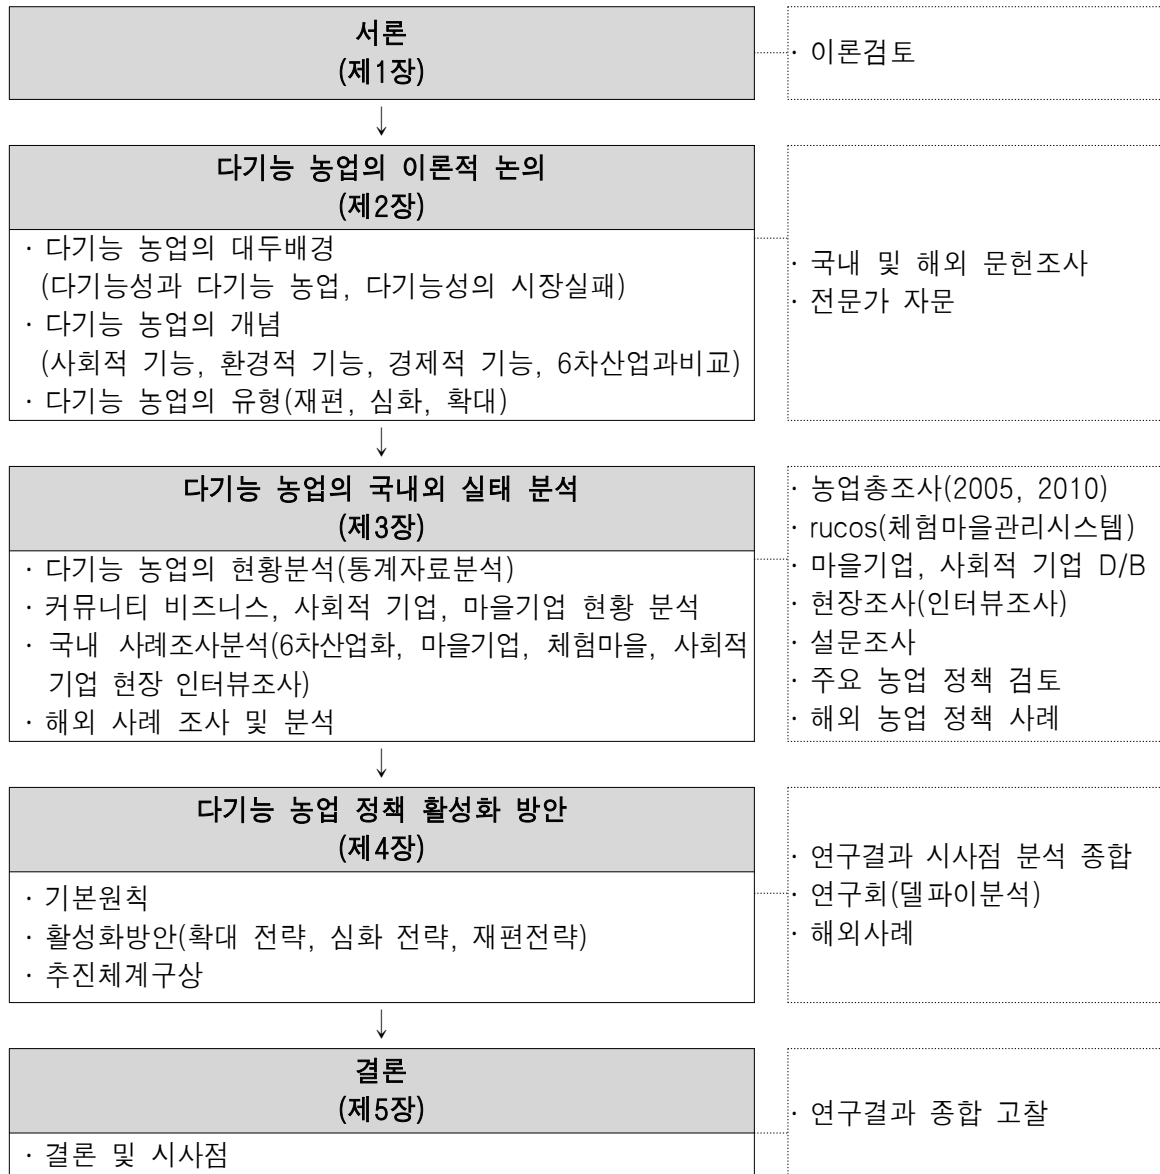 서론
(제1장)
· 이론검토
↓
다기능 농업의 이론적 논의
(제2장)
· 다기능 농업의 대두배경
(다기능성과 다기능 농업, 다기능성의 시장실패)
· 다기능 농업의 개념
(사회적 기능, 환경적 기능, 경제적 기능, 6차산업과비교)
· 다기능 농업의 유형(재편, 심화, 확대)
· 국내 및 해외 문헌조사
· 전문가 자문
↓
다기능 농업의 국내외 실태 분석
(제3장)
· 다기능 농업의 현황분석(통계자료분석)
· 커뮤니티 비즈니스, 사회적 기업, 마을기업 현황 분석
· 국내 사례조사분석(6차산업화, 마을기업, 체험마을, 사회적
기업 현장 인터뷰조사)
· 해외 사례 조사 및 분석
· 농업총조사(2005, 2010)
· rucos(체험마을관리시스템)
· 마을기업, 사회적 기업 D/B
· 현장조사(인터뷰조사)
· 설문조사
· 주요 농업 정책 검토
· 해외 농업 정책 사례
↓
다기능 농업 정책 활성화 방안
(제4장)
· 기본원칙
· 활성화방안(확대 전략, 심화 전략, 재편전략)
· 추진체계구상
· 연구결과 시사점 분석 종합
· 연구회(델파이분석)
· 해외사례
↓
결론
(제5장)
· 결론 및 시사점
· 연구결과 종합 고찰